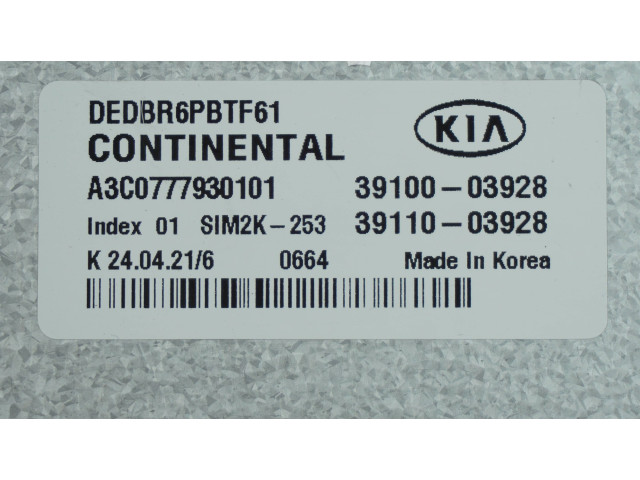 DEDBR6PBTF61
KIA
CONTINENTAL
A3C0777930101 39100-03928
Index 01 SIM2K-253 39110-03928
K 24.04.21/6 0664 Made In Korea